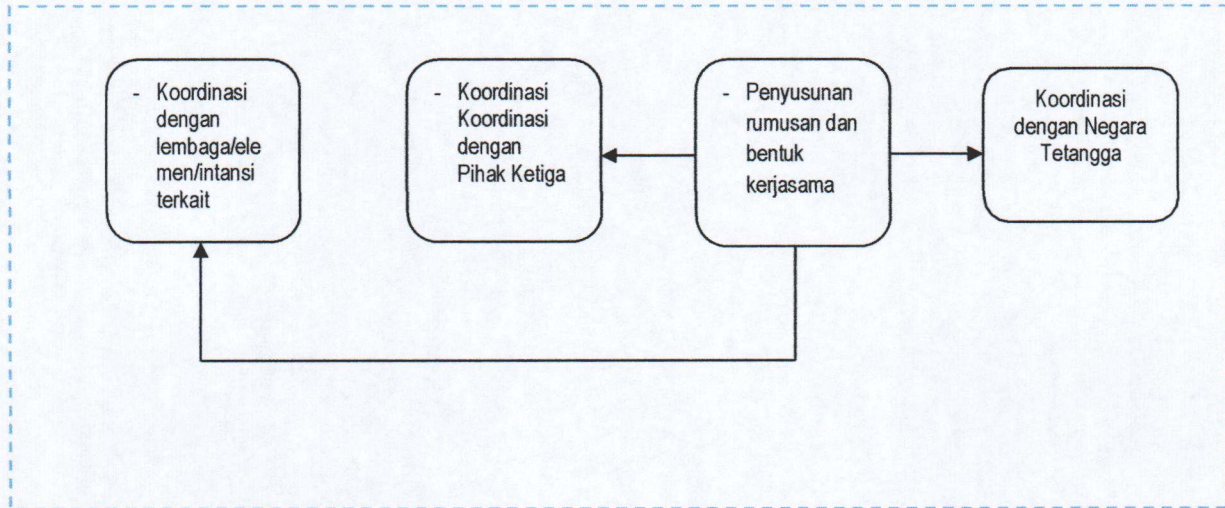 - Koordinasi
dengan
lembaga/ele
men/intansi
terkait
- Koordinasi
Koordinasi
dengan
Pihak Ketiga
- Penyusunan
rumusan dan
bentuk
kerjasama
Koordinasi
dengan Negara
Tetangga